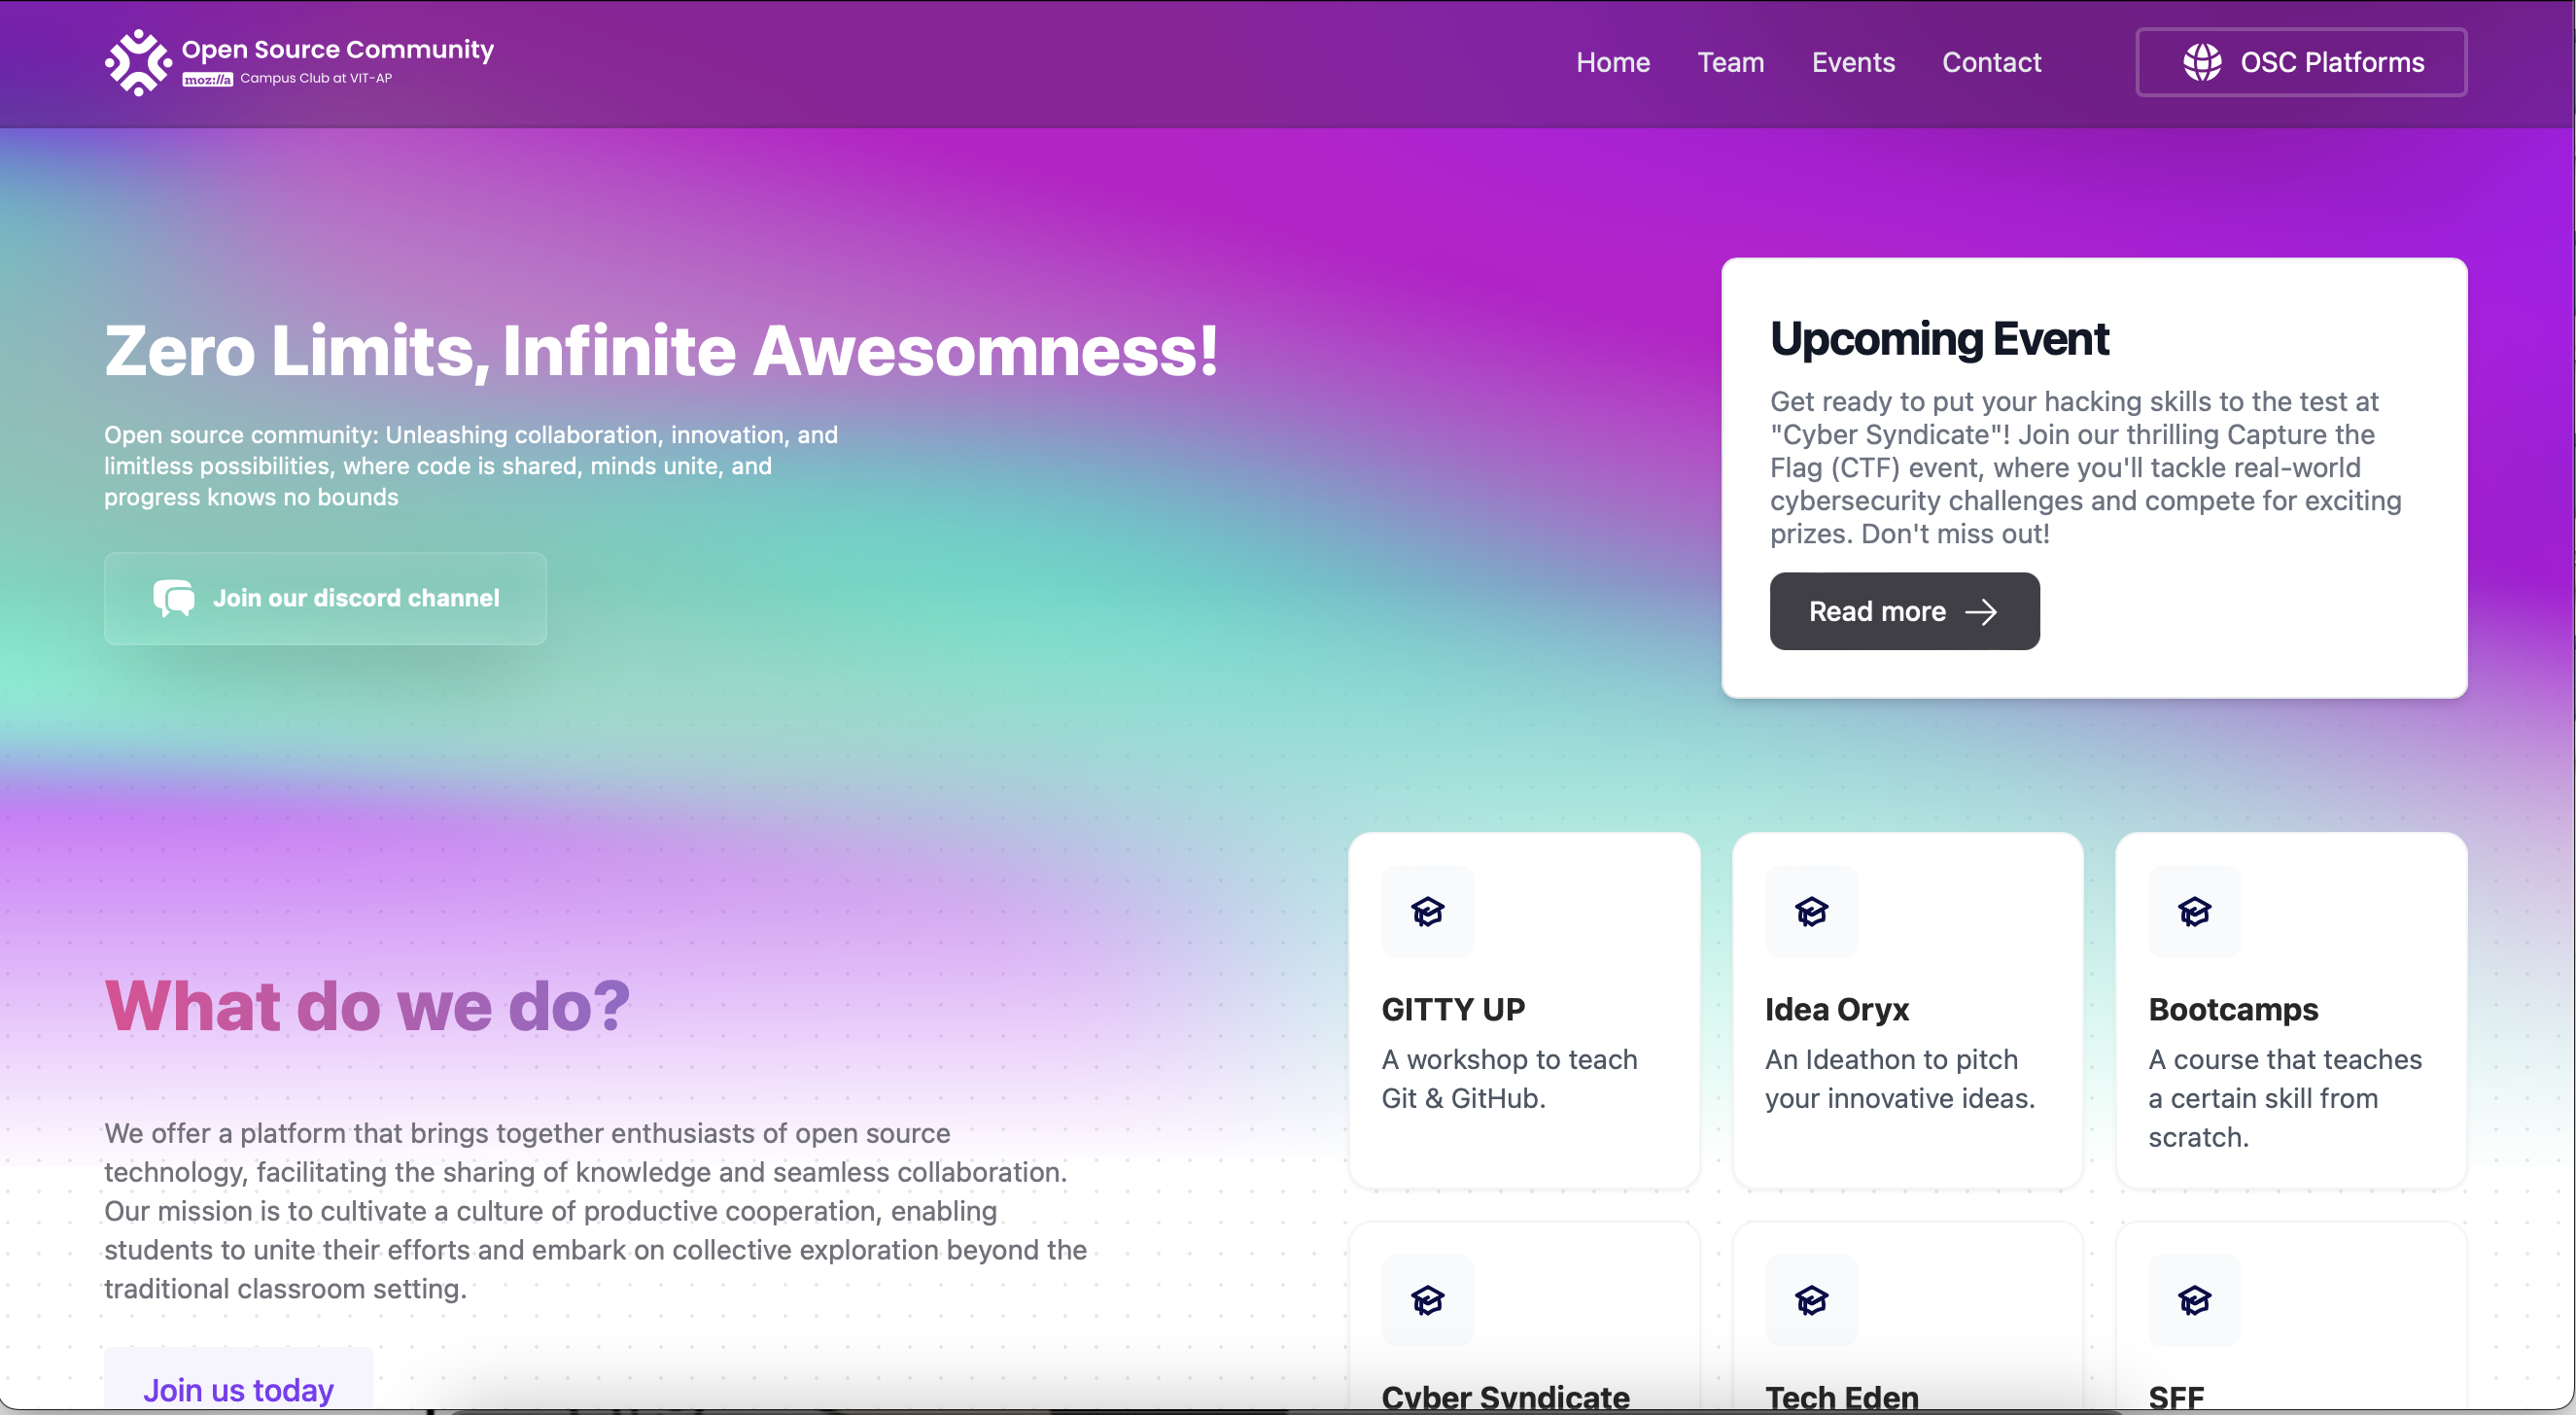 Open Source Community
moz://a Campus Club at VIT-AP
Home Team Events Contact OSC Platforms
Zero Limits, Infinite Awesomness!
Open source community: Unleashing collaboration, innovation, and
limitless possibilities, where code is shared, minds unite, and
progress knows no bounds
Join our discord channel
Upcoming Event
Get ready to put your hacking skills to the test at
"Cyber Syndicate"! Join our thrilling Capture the
Flag (CTF) event, where you'll tackle real-world
cybersecurity challenges and compete for exciting
prizes. Don't miss out!
Read more
What do we do?
We offer a platform that brings together enthusiasts of open source
technology, facilitating the sharing of knowledge and seamless collaboration.
Our mission is to cultivate a culture of productive cooperation, enabling
students to unite their efforts and embark on collective exploration beyond the
traditional classroom setting.
Join us today
GITTY UP
A workshop to teach
Git & GitHub.
Idea Oryx
An Ideathon to pitch
your innovative ideas.
Bootcamps
A course that teaches
a certain skill from
scratch.
Cyber Syndicate
Tech Eden
SFF